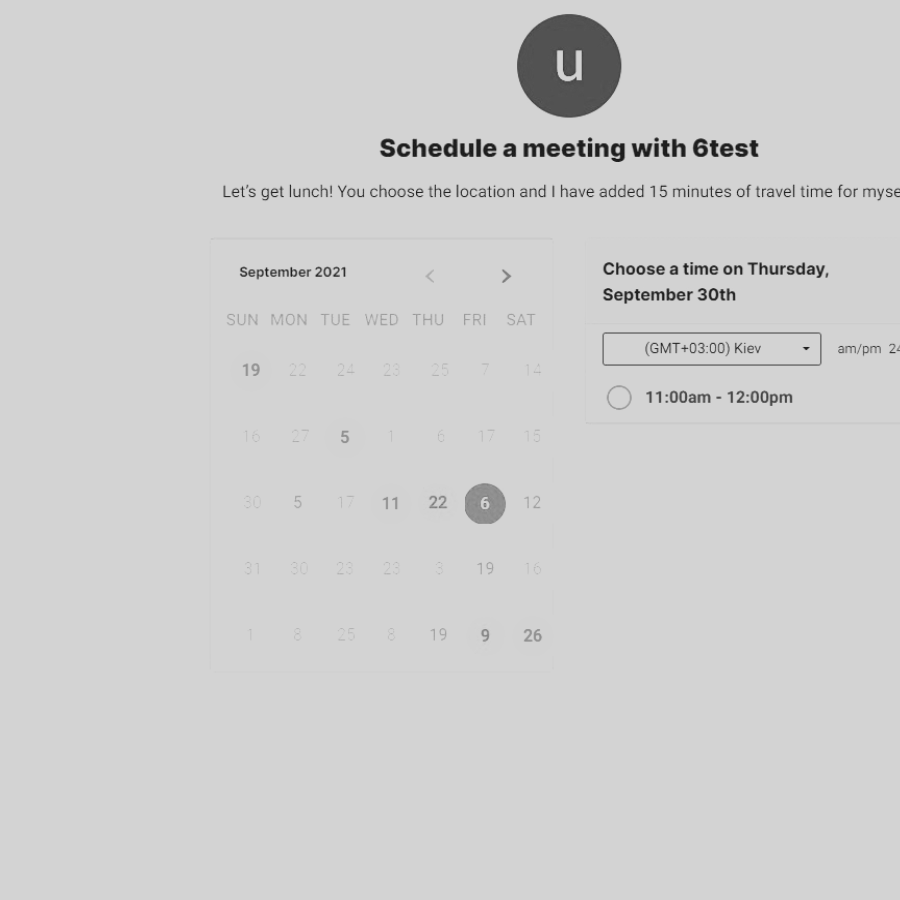 u
Schedule a meeting with 6test
Let's get lunch! You choose the location and I have added 15 minutes of travel time for myse
September 2021
SUN MON TUE WED THU FRI SAT
19 22 24 23 25 7 14
16 27 5 1 6 17 15
30 5 17 11 22 6 12
31 30 23 23 3 19 16
1 8 25 8 19 9 26
Choose a time on Thursday,
September 30th
(GMT+03:00) Kiev am/pm 24
11:00am - 12:00pm